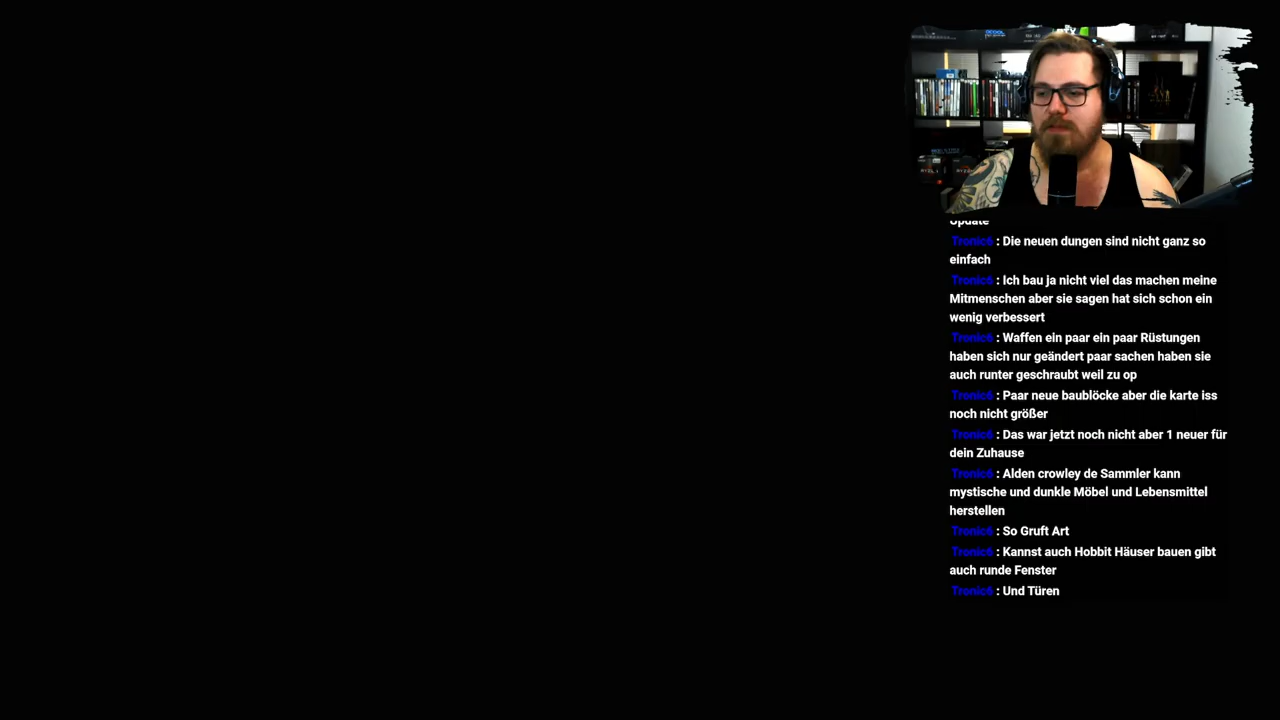 Update
Tronic6 : Die neuen dungen sind nicht ganz so
einfach
Tronic6 : Ich bau ja nicht viel das machen meine
Mitmenschen aber sie sagen hat sich schon ein
wenig verbessert
Tronic6 : Waffen ein paar ein paar Rüstungen
haben sich nur geändert paar sachen haben sie
auch runter geschraubt weil zu op
Tronic6 : Paar neue baublöcke aber die karte iss
noch nicht größer
Tronic6 : Das war jetzt noch nicht aber 1 neuer für
dein Zuhause
Tronic6 : Alden crowley de Sammler kann
mystische und dunkle Möbel und Lebensmittel
herstellen
Tronic6 : So Gruft Art
Tronic6 : Kannst auch Hobbit Häuser bauen gibt
auch runde Fenster
Tronic6 : Und Türen